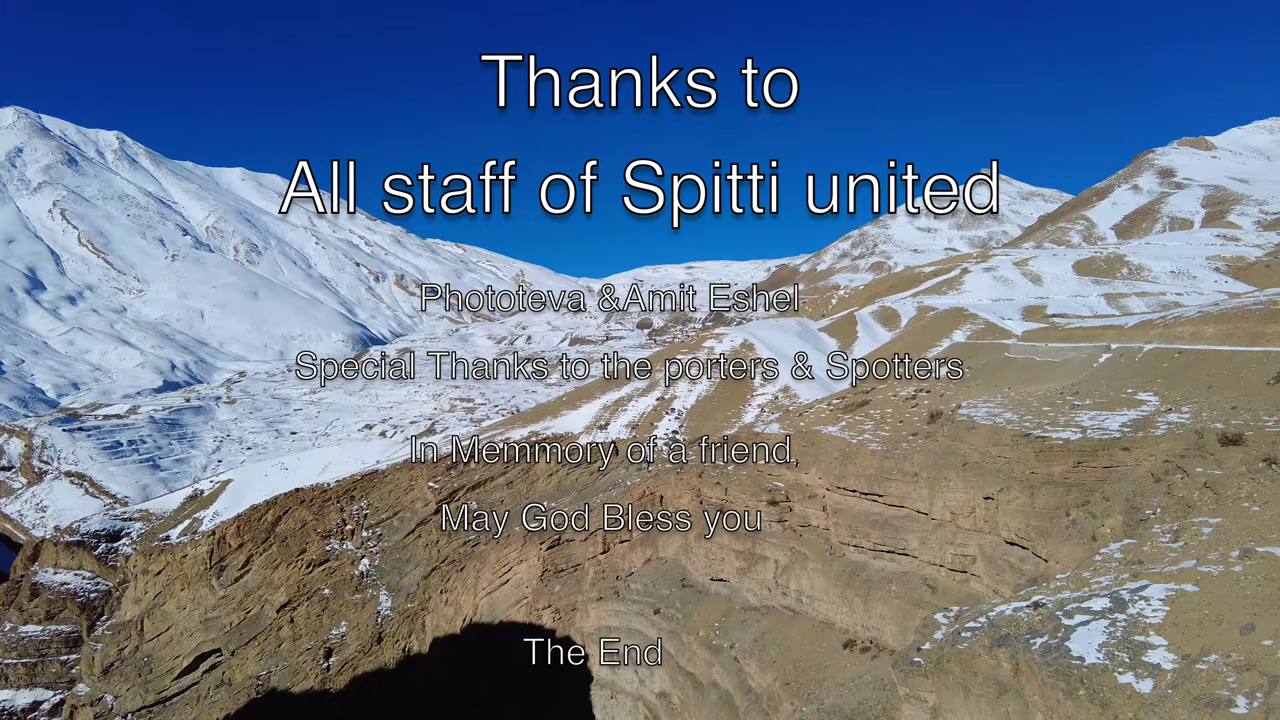 Thanks to
All staff of Spitti united
Phototeva &Amit Eshel
Special Thanks to the porters & Spotters
In Memmory of a friend,
May God Bless you
The End